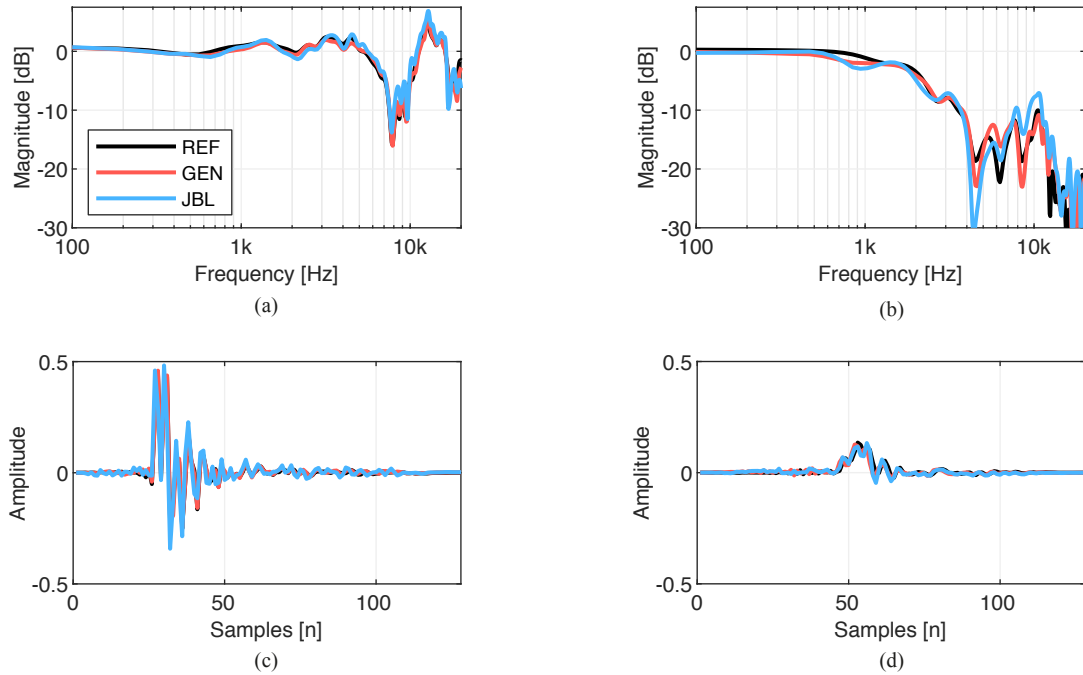 0
-10
-20
-30
Magnitude [dB]
REF
GEN
JBL
100
1k
10k
Frequency [Hz]
(a)
0
-10
-20
-30
Magnitude [dB]
100
1k
10k
Frequency [Hz]
(b)
0.5
0
-0.5
Amplitude
0
50
100
Samples [n]
(c)
0.5
0
-0.5
Amplitude
0
50
100
Samples [n]
(d)